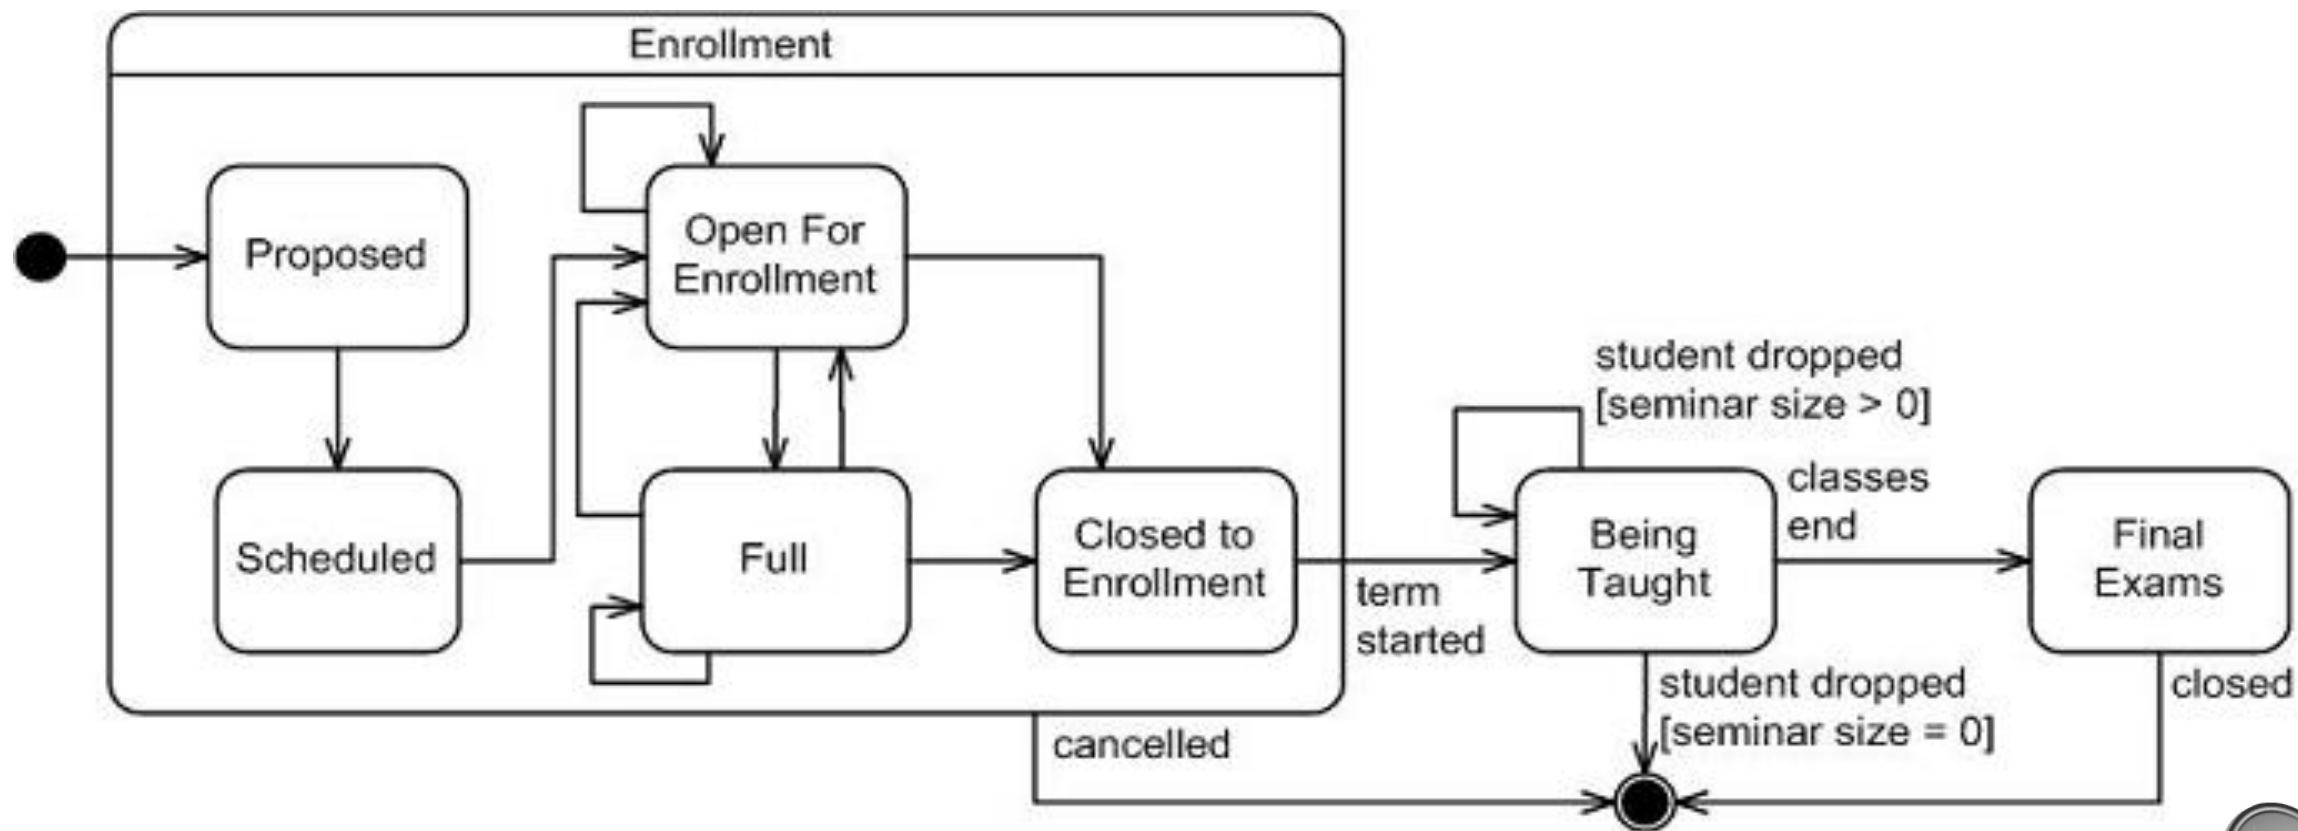 Enrollment
Proposed
Open For
Enrollment
Scheduled
Full
Closed to
Enrollment
term
started
student dropped
[seminar size > 0]
Being
Taught
classes
end
Final
Exams
student dropped
[seminar size = 0]
closed
cancelled